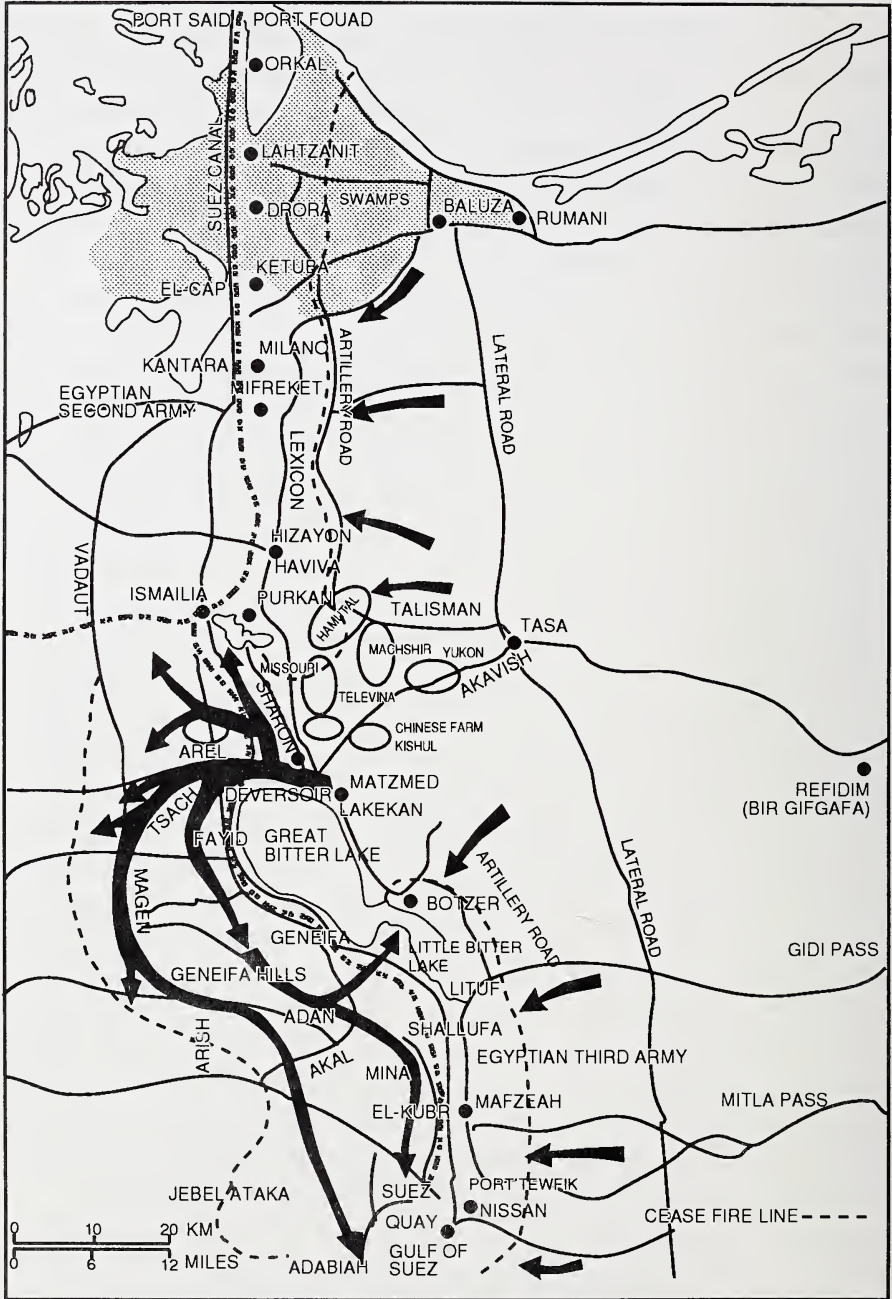 PORT SAID
PORT FOUAD
ORKAL
SUEZ CANAL
LAHTZANIT
SWAMPS
DRORA
BALUZA
RUMANI
KETUBA
EL-CAP
MILANO
KANTARA
MIFREKET
EGYPTIAN
SECOND ARMY
ARTILLERY ROAD
LATERAL ROAD
LEXICON
HIZAYON
HAVIVA
VADAUT
ISMAILIA
PURKAN
HAMUTAL
TALISMAN
TASA
MACHSHIR
YUKON
AKAVISH
MISSOURI
TELEVINA
SHARON
CHINESE FARM
KISHUL
AREL
MATZMED
DEVERSOIR
LAKEKAN
REFIDIM
(BIR GIFGAFA)
TSACH
FAYID
GREAT
BITTER LAKE
MAGEN
ARTILLERY ROAD
LATERAL ROAD
BOTZER
GENEIFA
LITTLE BITTER
LAKE
GIDI PASS
GENEIFA HILLS
LITUF
ADAN
SHALLUFA
ARISH
AKAL
EGYPTIAN THIRD ARMY
MINA
EL-KUBR
MAFZEAH
MITLA PASS
JEBEL ATAKA
SUEZ
PORT TEWFIK
NISSAN
QUAY
CEASE FIRE LINE
GULF OF
SUEZ
ADABIAH
0 10 20 KM
0 6 12 MILES